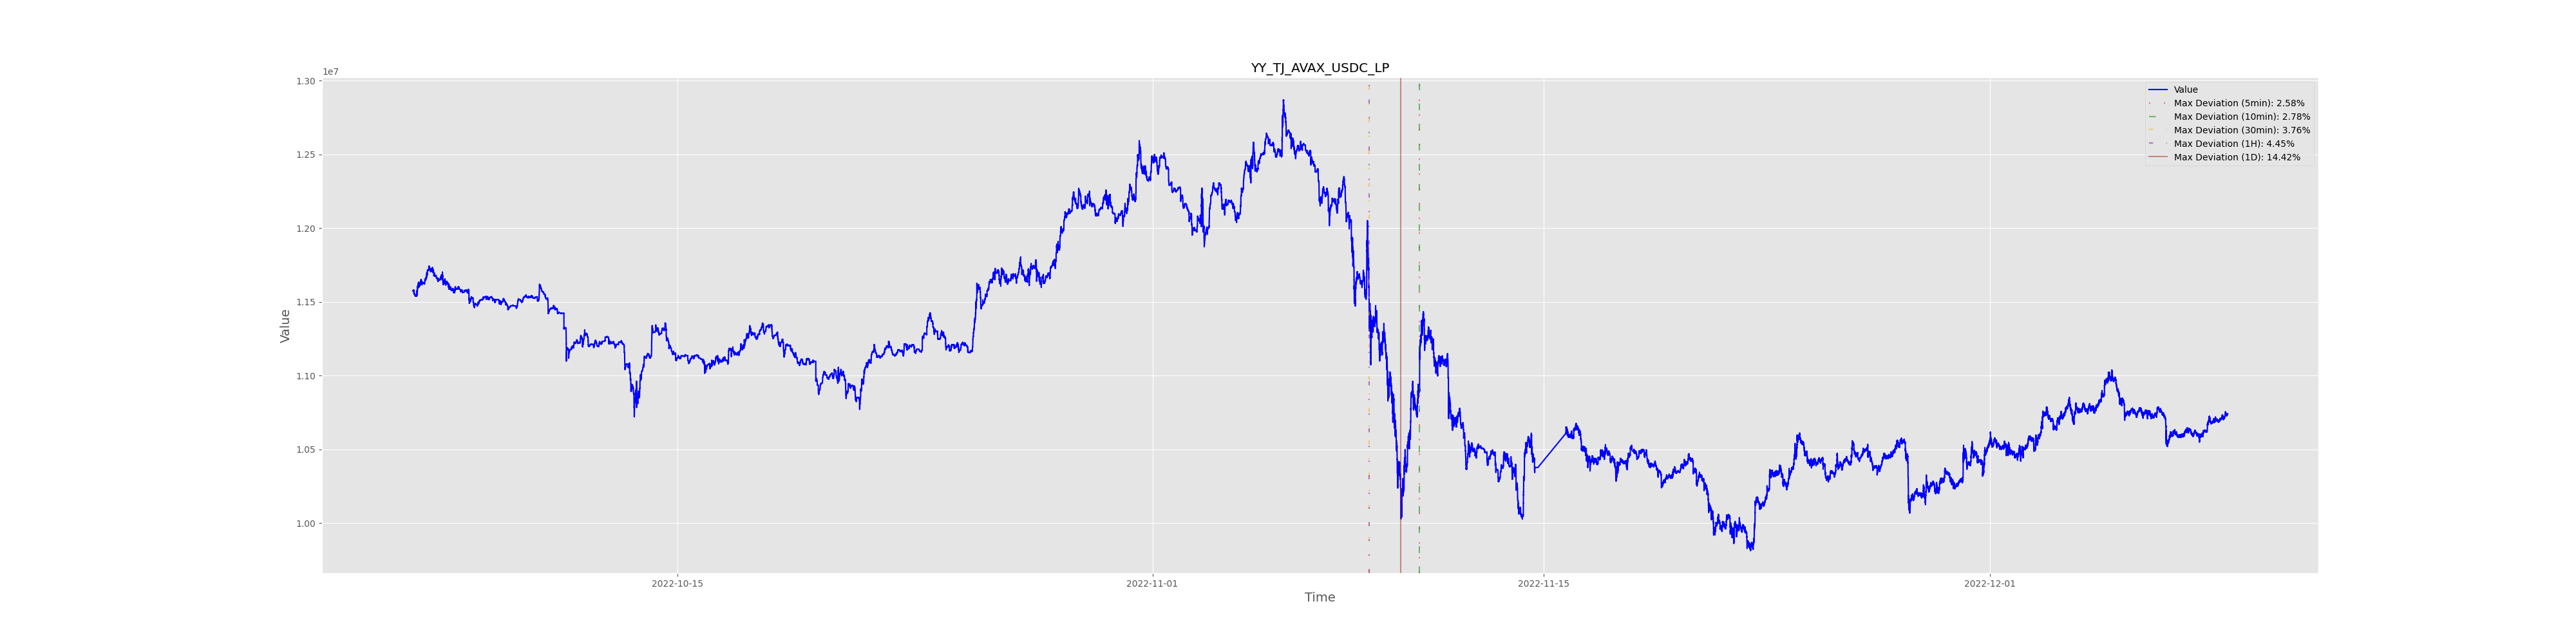 YY_TJ_AVAX_USDC_LP
1e7
1.30
1.25
1.20
1.15
1.10
1.05
1.00
Value
Value
Max Deviation (5min): 2.58%
Max Deviation (10min): 2.78%
Max Deviation (30min): 3.76%
Max Deviation (1H): 4.45%
Max Deviation (1D): 14.42%
2022-10-15
2022-11-01
2022-11-15
2022-12-01
Time